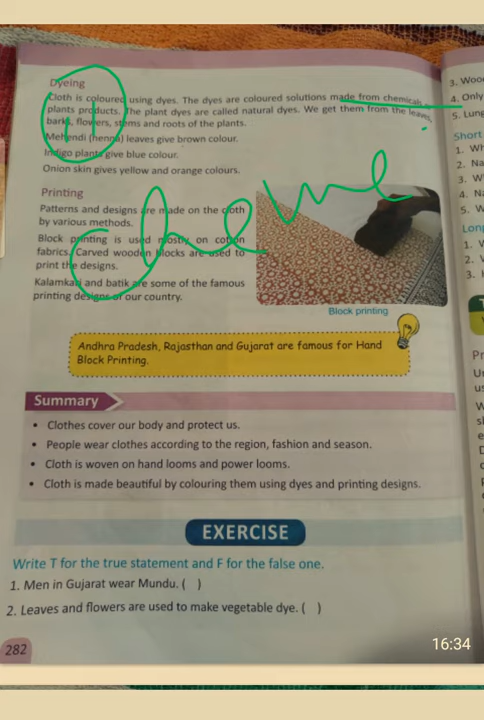 Dyeing
Cloth is coloured using dyes. The dyes are coloured solutions made from chemicals
plants products. The plant dyes are called natural dyes. We get them from the leaves,
bark, flowers, stems and roots of the plants.
Mehendi (henna) leaves give brown colour.
Indigo plants give blue colour.
Onion skin gives yellow and orange colours.
Printing
Patterns and designs are made on the cloth
by various methods.
Block printing is used mostly on cotton
fabrics. Carved wooden blocks are used to
print the designs.
Kalamkari and batik are some of the famous
printing designs of our country.
Block printing
Andhra Pradesh, Rajasthan and Gujarat are famous for Hand
Block Printing.
Summary
• Clothes cover our body and protect us.
• People wear clothes according to the region, fashion and season.
• Cloth is woven on hand looms and power looms.
• Cloth is made beautiful by colouring them using dyes and printing designs.
EXERCISE
Write T for the true statement and F for the false one.
1. Men in Gujarat wear Mundu. ( )
2. Leaves and flowers are used to make vegetable dye. ( )
282
16:34
3. Woo
4. Only
5. Lung
Short
1. Wh
2. Na
3. W
4. Na
5. W
Long
1. V
2. V
3. H